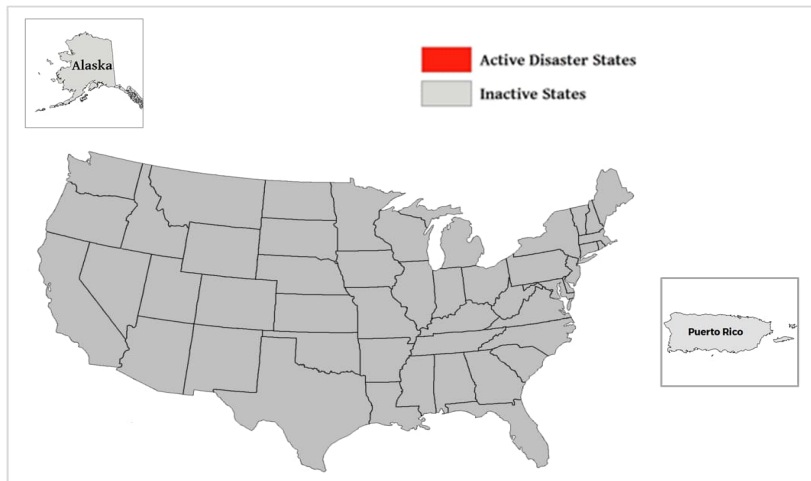 Alaska
Active Disaster States
Inactive States
Puerto Rico